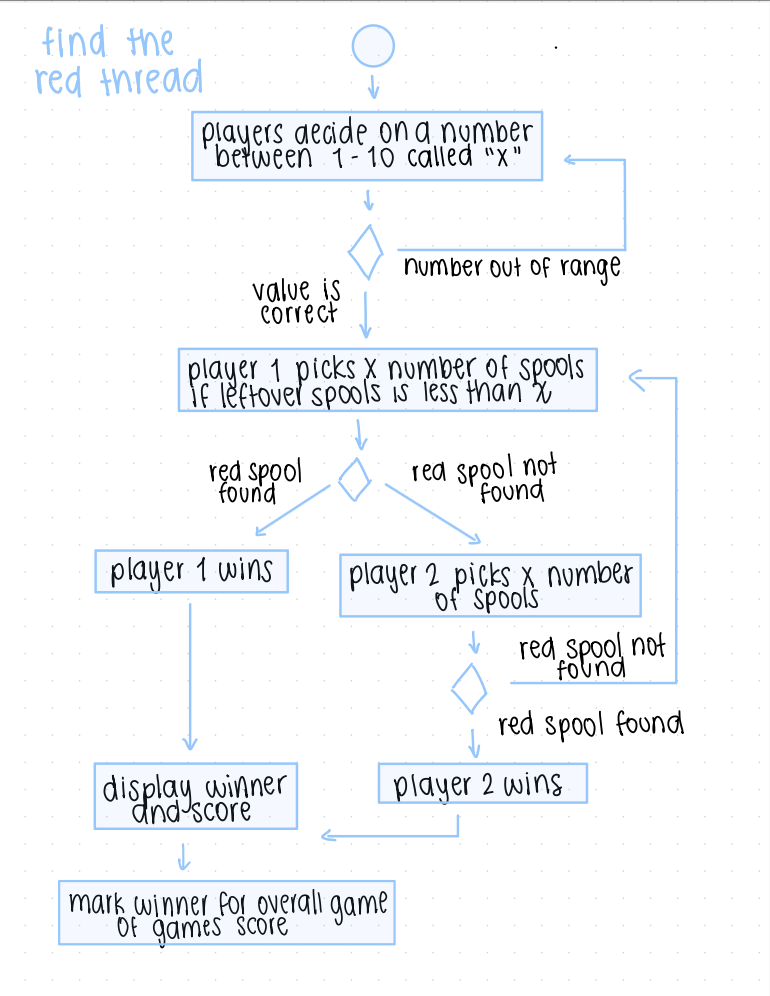 find the
red thread
players decide on a number
between 1-10 called "x"
number out of range
value is
correct
player 1 picks x number of spools
if leftover spools is less than x
red spool
found
red spool not
found
player 1 wins
player 2 picks x number
of spools
red spool not
found
red spool found
display winner
and score
player 2 wins
mark winner for overall game
of games score